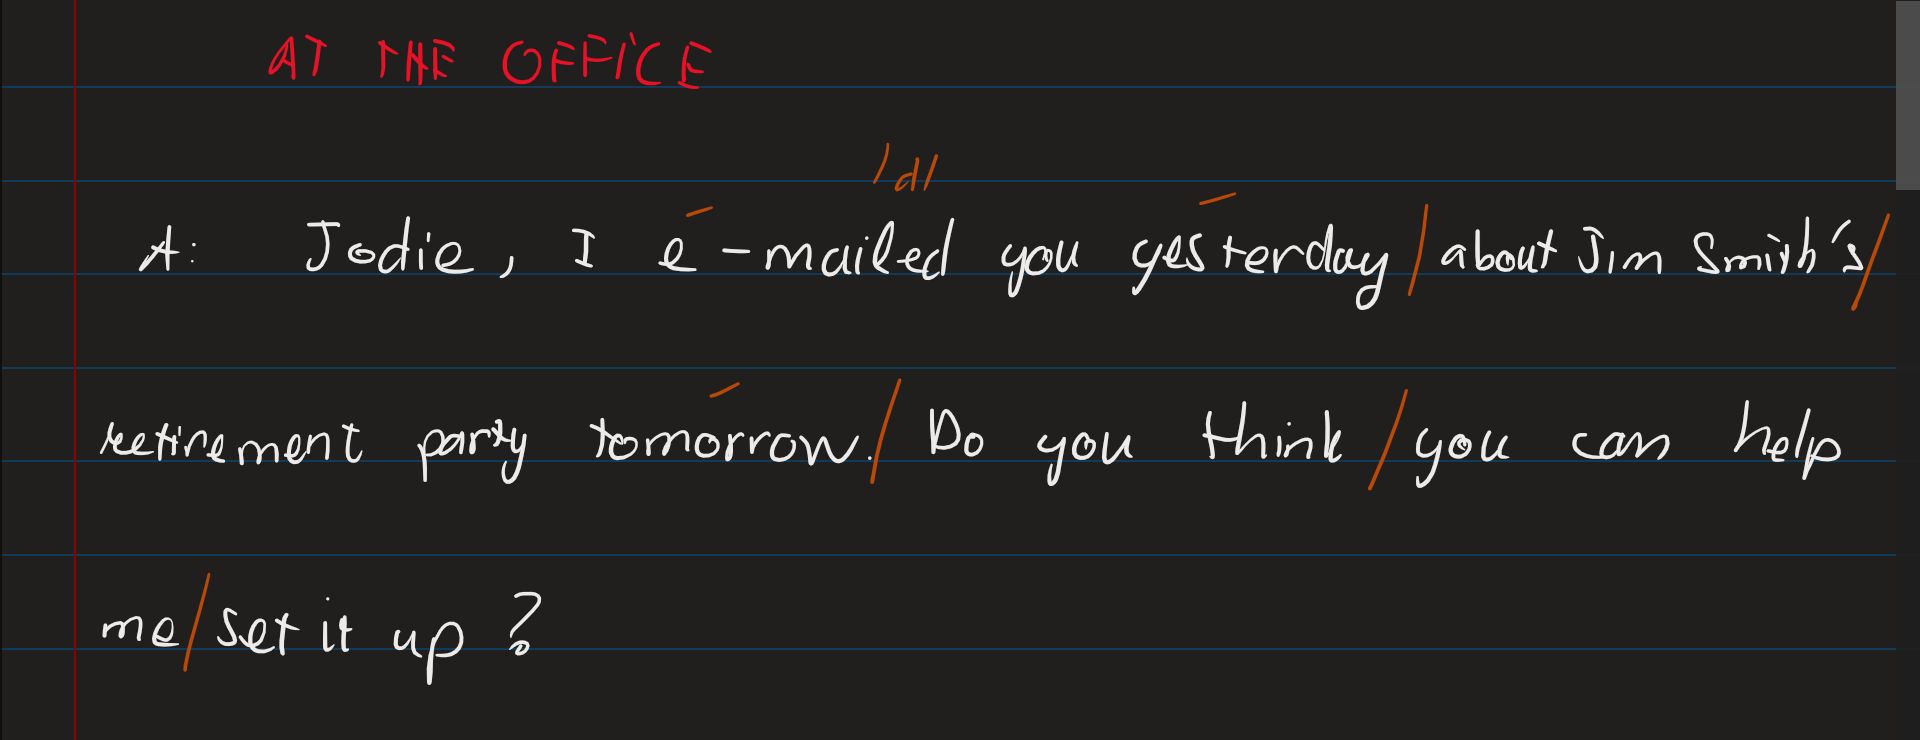 AT THE OFFICE
/d/
A: Jodie, I e-mailed you yesterday / about Jim Smith's /
retirement party tomorrow. / Do you think / you can help
me / set it up ?